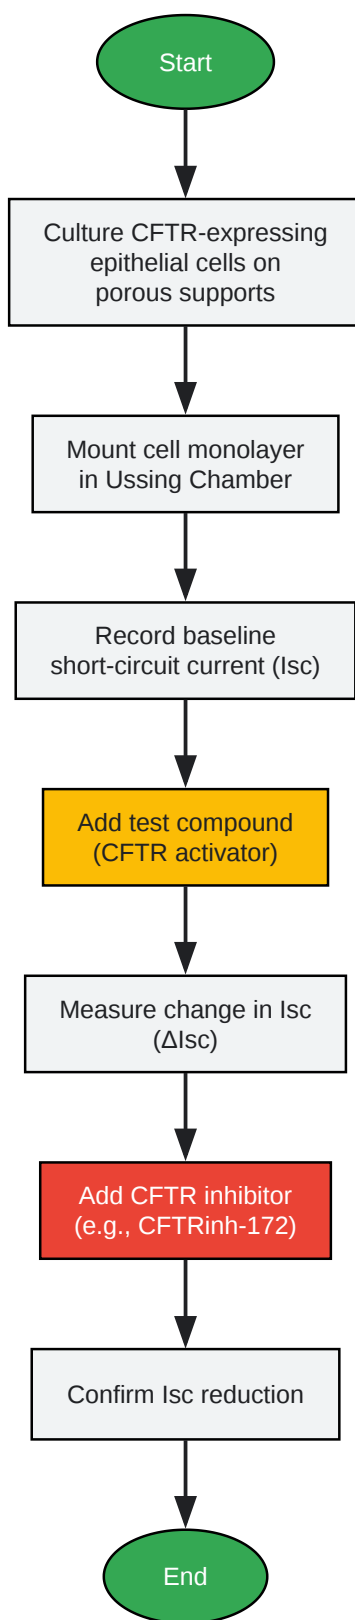 Start
Culture CFTR-expressing
epithelial cells on
porous supports
Mount cell monolayer
in Ussing Chamber
Record baseline
short-circuit current (Isc)
Add test compound
(CFTR activator)
Measure change in Isc
(ΔIsc)
Add CFTR inhibitor
(e.g., CFTRinh-172)
Confirm Isc reduction
End